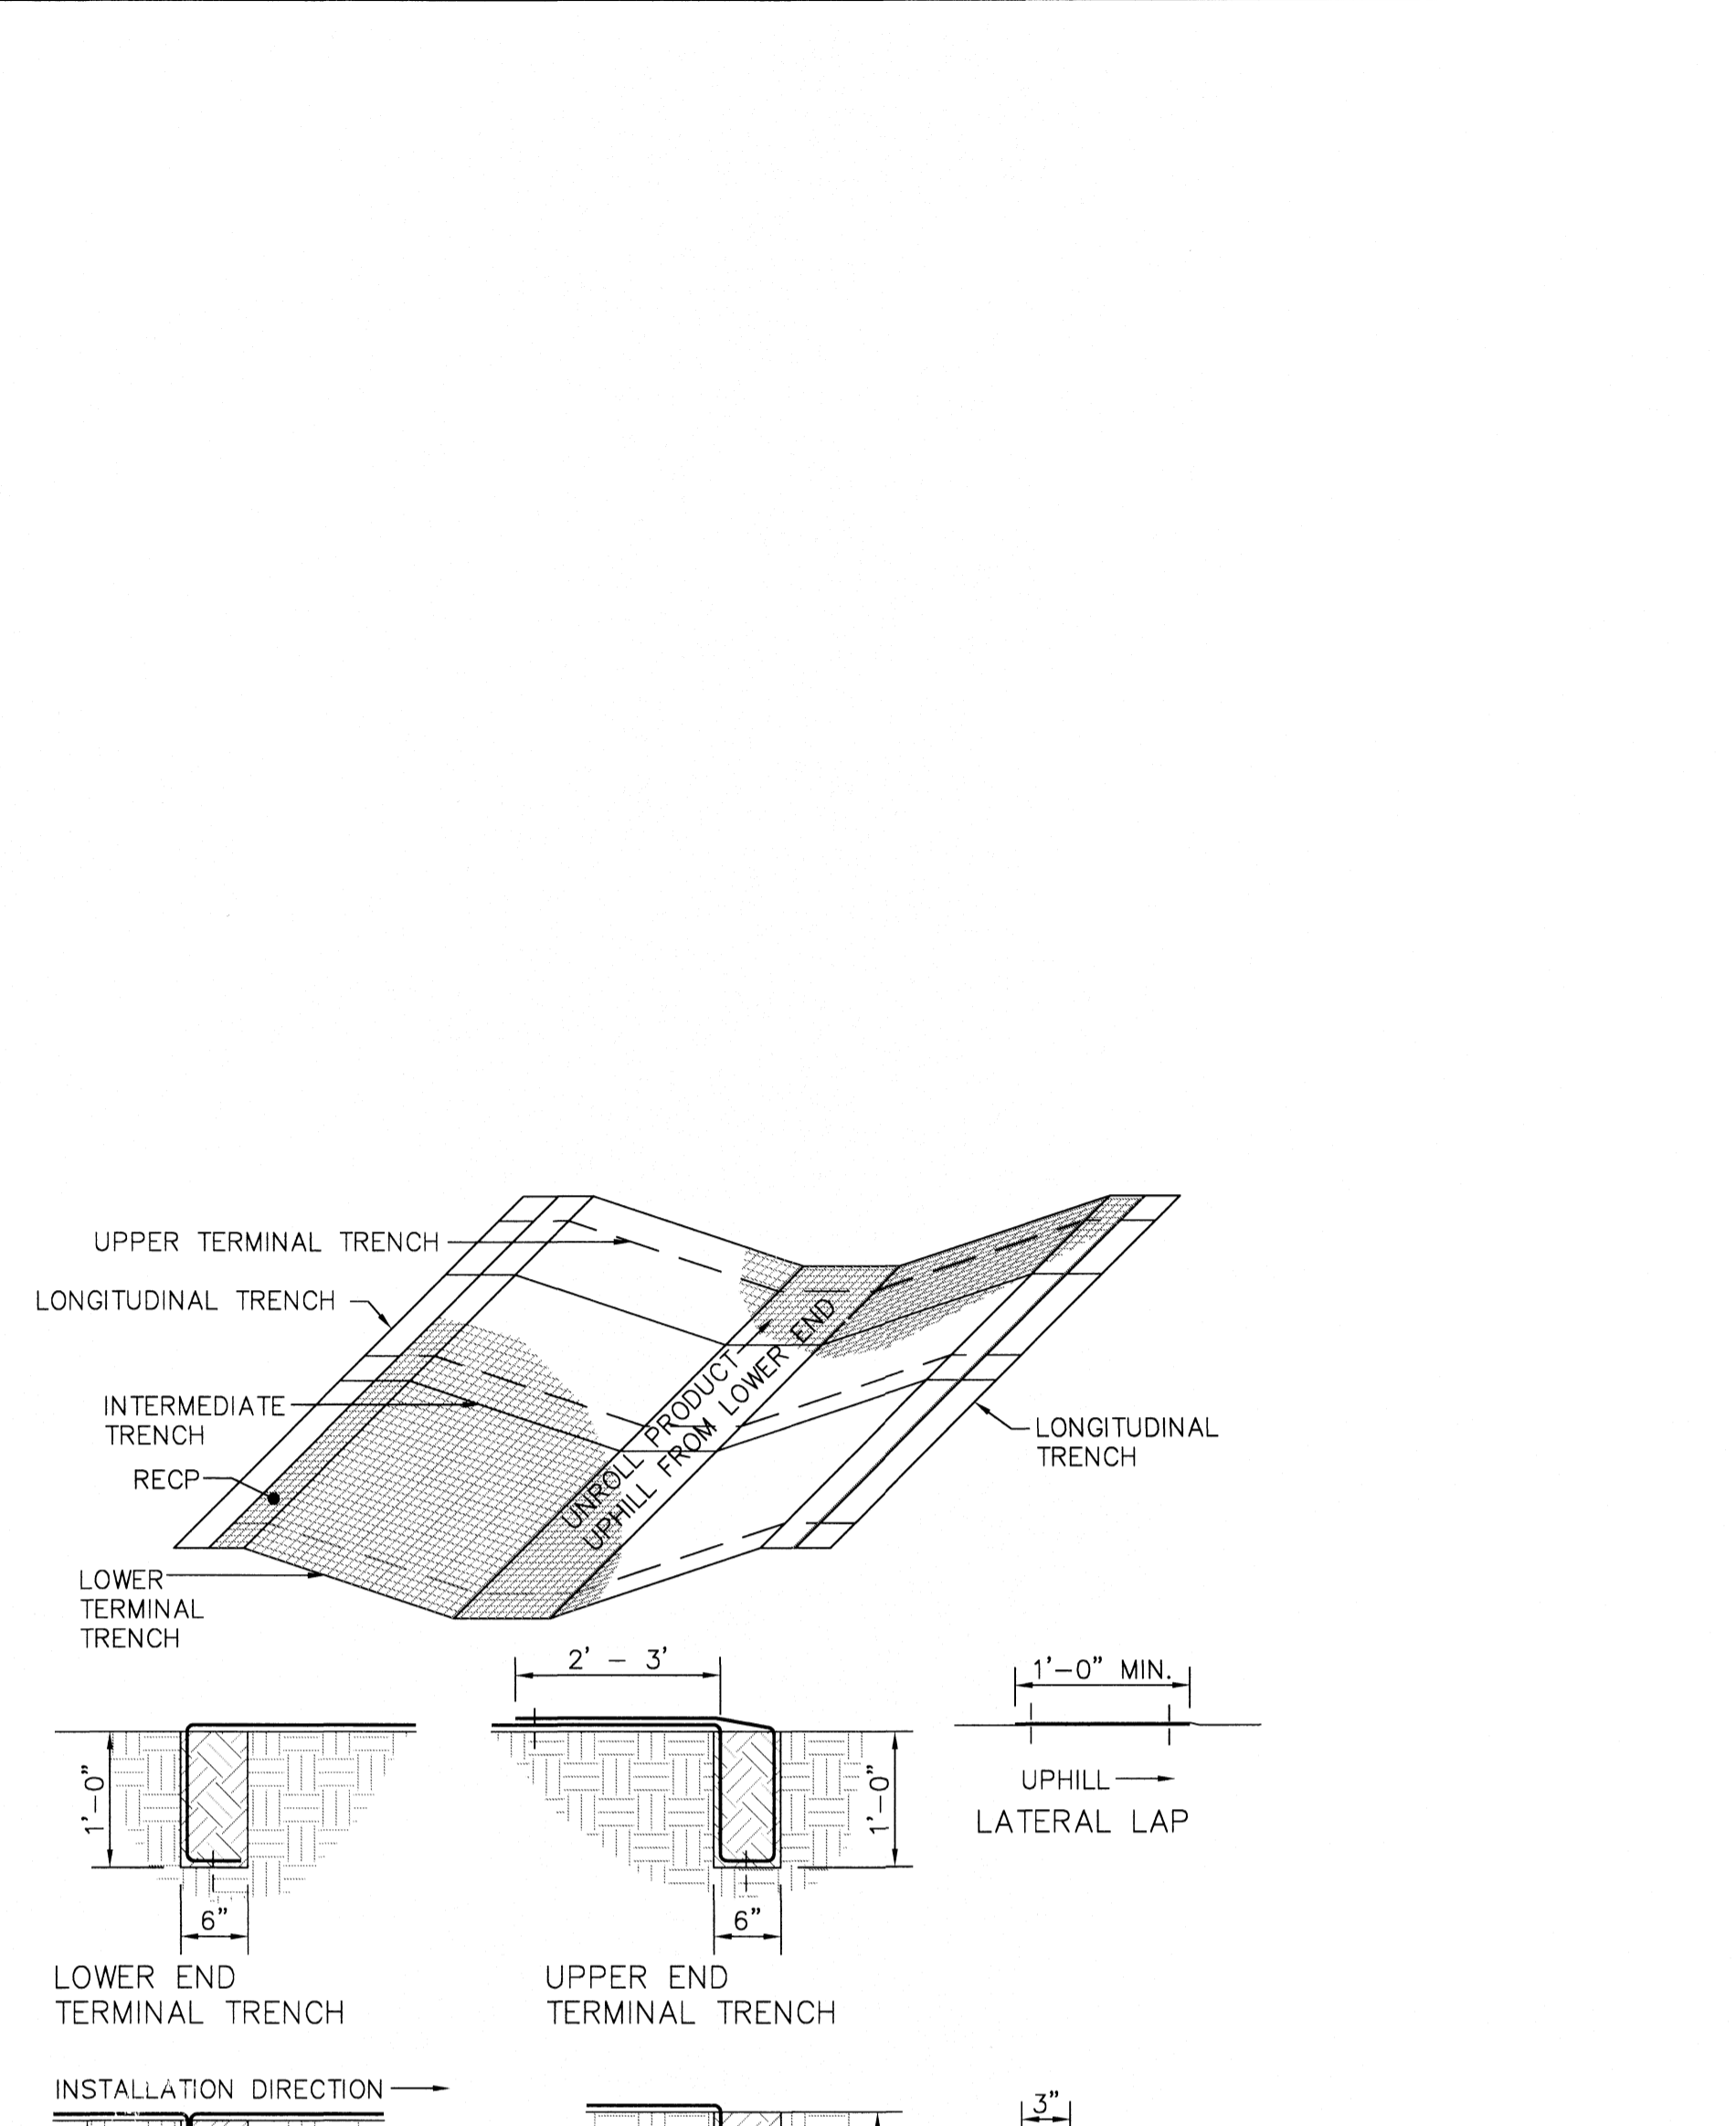 UPPER TERMINAL TRENCH
LONGITUDINAL TRENCH
INTERMEDIATE
TRENCH
RECP
LOWER
TERMINAL
TRENCH
UNROLL PRODUCT
UPHILL FROM LOWER END
LONGITUDINAL
TRENCH
2' – 3'
1'–0" MIN.
1'–0"
6"
LOWER END
TERMINAL TRENCH
1'–0"
6"
UPPER END
TERMINAL TRENCH
UPHILL
LATERAL LAP
INSTALLATION DIRECTION
3"